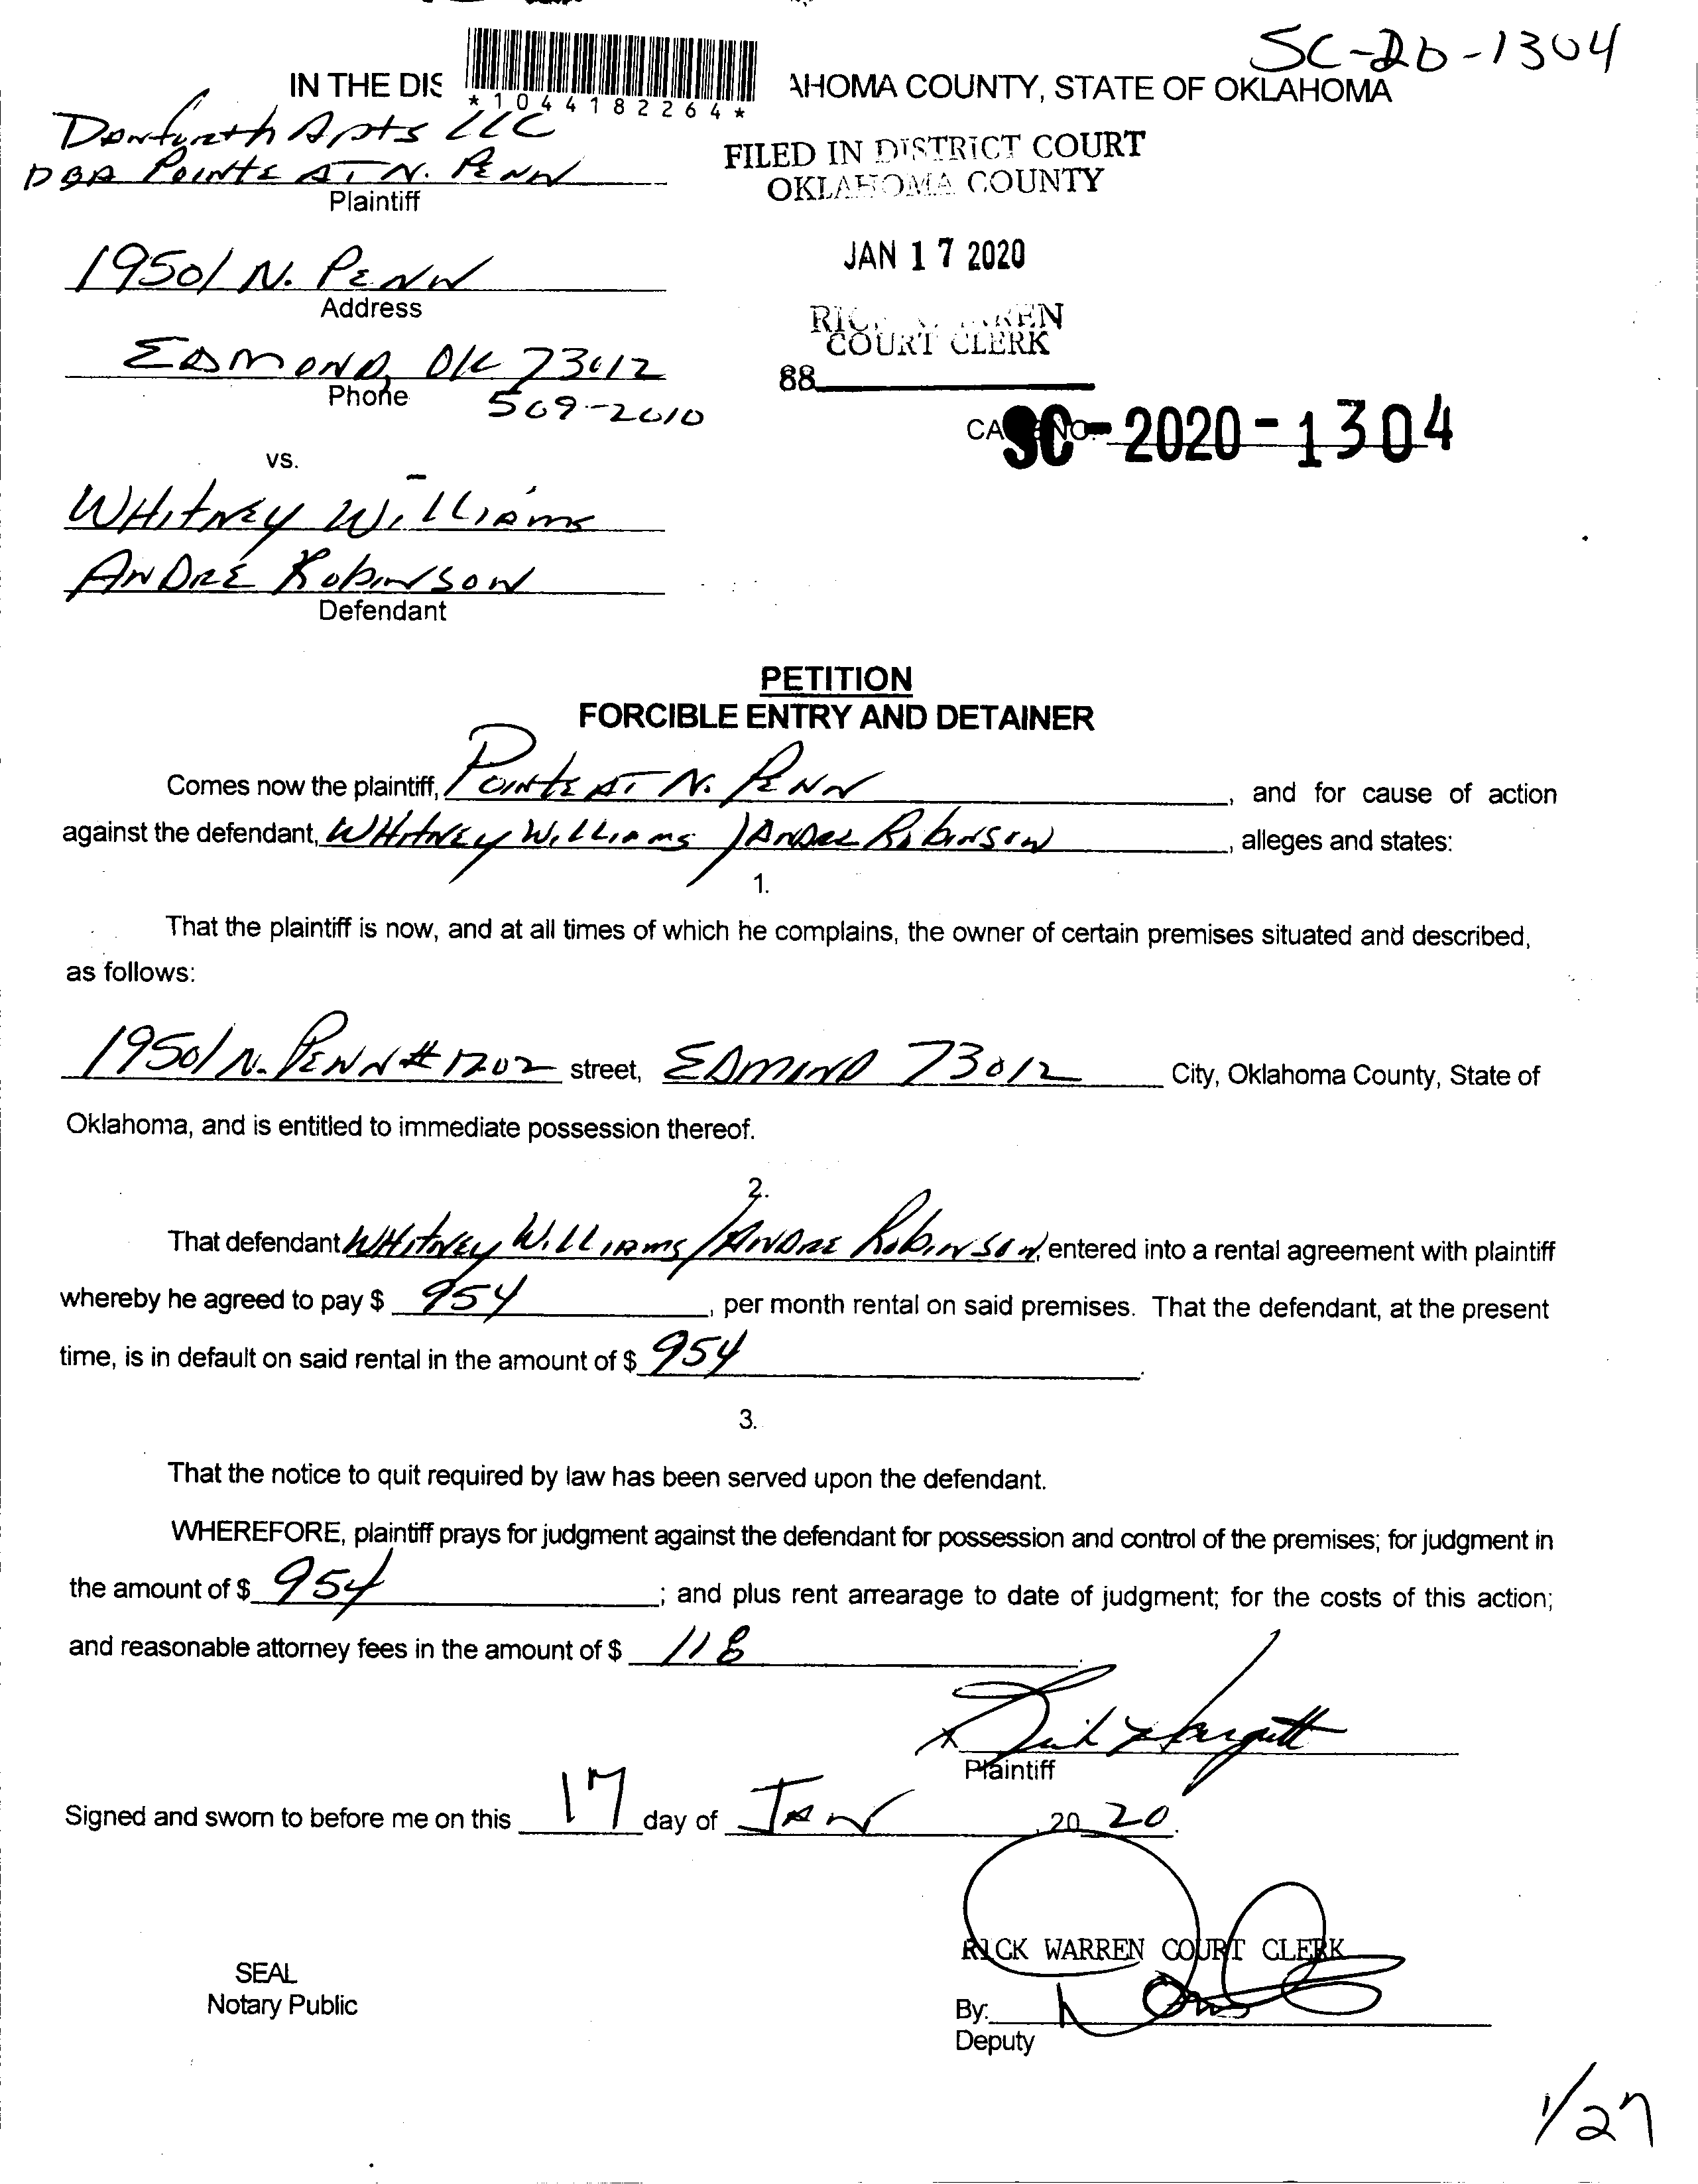 SC-20-1304
IN THE DIS AHOMA COUNTY, STATE OF OKLAHOMA
*1044182264*
Danforth Apts LLC
DBA POINTE AT N. PENN
Plaintiff
FILED IN DISTRICT COURT
OKLAHOMA COUNTY
19501 N. PENN
Address
JAN 17 2020
EDMOND, OK 73012
Phone 509-2010
COURT CLERK
88
CASE NO. SC-2020-1304
vs.
WHITNEY WILLIAMS
ANDRE ROBINSON
Defendant
PETITION
FORCIBLE ENTRY AND DETAINER
Comes now the plaintiff, POINTE AT N. PENN, and for cause of action
against the defendant, WHITNEY WILLIAMS / ANDRE ROBINSON, alleges and states:
1.
That the plaintiff is now, and at all times of which he complains, the owner of certain premises situated and described,
as follows:
19501 N. PENN # 1202 street, EDMOND 73012 City, Oklahoma County, State of
Oklahoma, and is entitled to immediate possession thereof.
2.
That defendant WHITNEY WILLIAMS / ANDRE ROBINSON, entered into a rental agreement with plaintiff
whereby he agreed to pay $ 954, per month rental on said premises. That the defendant, at the present
time, is in default on said rental in the amount of $ 954.
3.
That the notice to quit required by law has been served upon the defendant.
WHEREFORE, plaintiff prays for judgment against the defendant for possession and control of the premises; for judgment in
the amount of $ 954; and plus rent arrearage to date of judgment; for the costs of this action;
and reasonable attorney fees in the amount of $ 118.
X
Plaintiff
Signed and sworn to before me on this 17 day of JAN, 20 20.
RICK WARREN COURT CLERK
SEAL
Notary Public
By:
Deputy
1/27